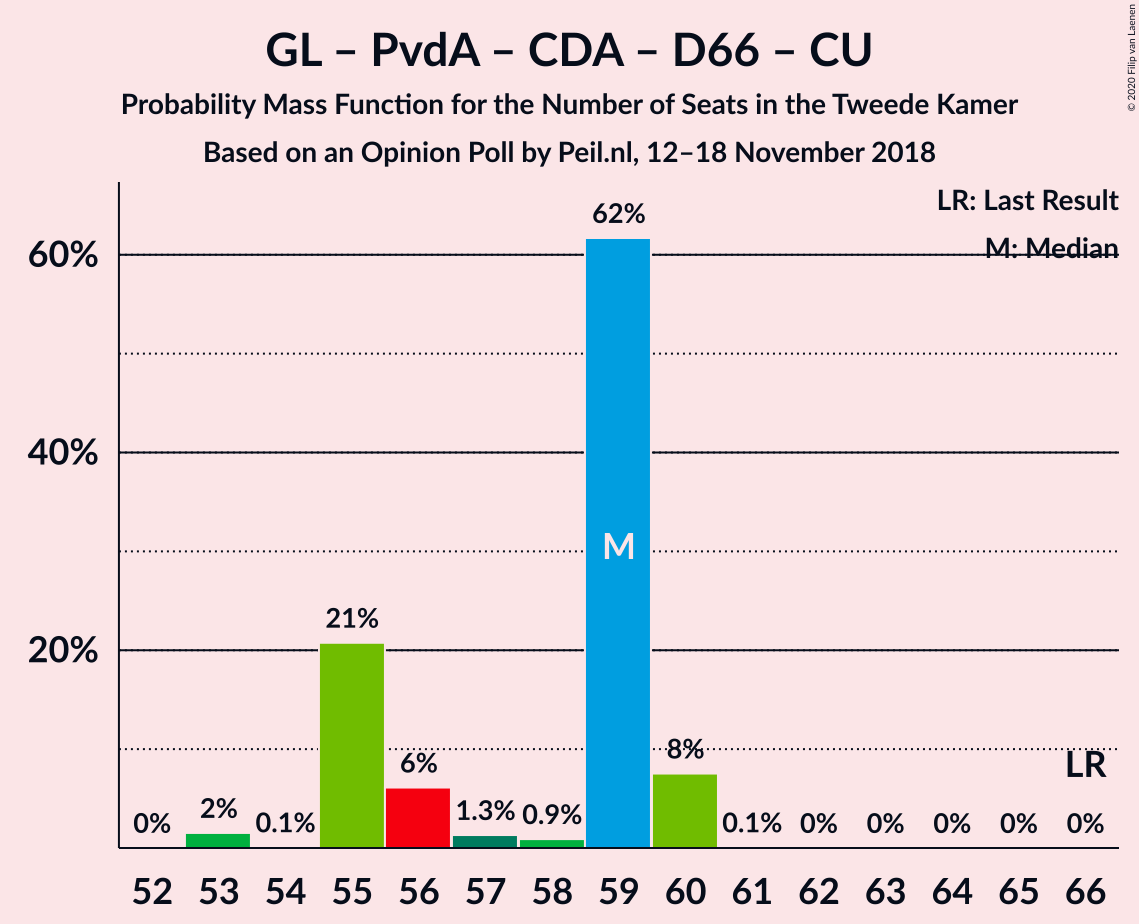 GL – PvdA – CDA – D66 – CU
Probability Mass Function for the Number of Seats in the Tweede Kamer
Based on an Opinion Poll by Peil.nl, 12–18 November 2018
© 2020 Filip van Laenen
LR: Last Result
M: Median
60%
40%
20%
0%
2%
0.1%
21%
6%
1.3%
0.9%
62%
M
8%
0.1%
0%
0%
0%
0%
0%
LR
52 53 54 55 56 57 58 59 60 61 62 63 64 65 66